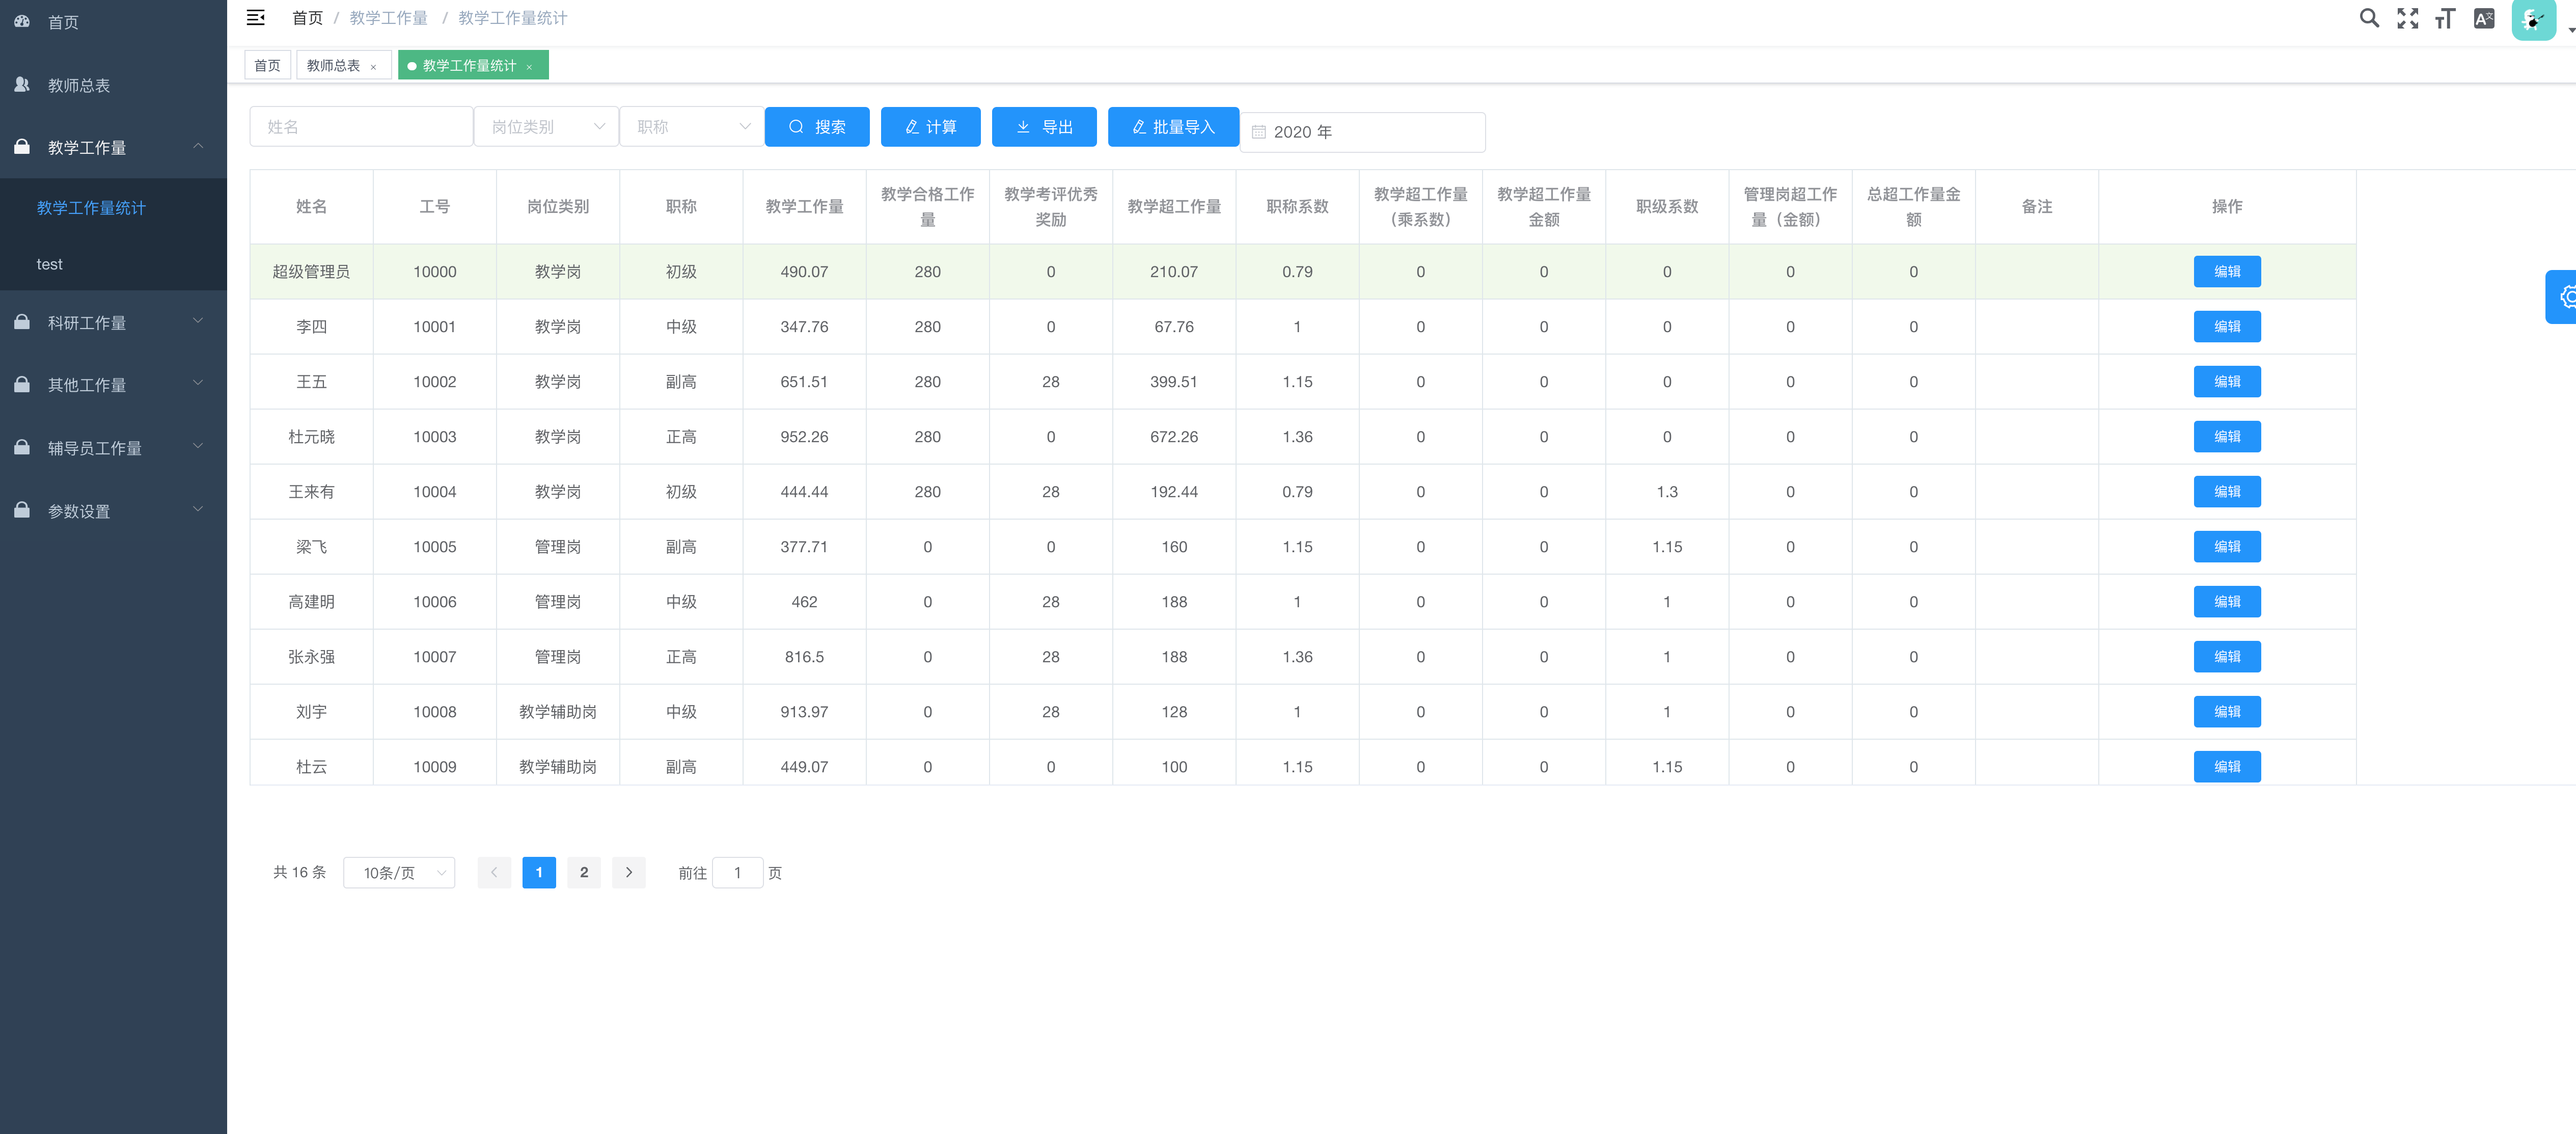 首页
教师总表
教学工作量
教学工作量统计
test
科研工作量
其他工作量
辅导员工作量
参数设置
首页 / 教学工作量 / 教学工作量统计
首页 教师总表 × 教学工作量统计 ×
姓名 岗位类别 职称 搜索 计算 导出 批量导入 2020 年
姓名 工号 岗位类别 职称 教学工作量 教学合格工作量 教学考评优秀奖励 教学超工作量 职称系数 教学超工作量（乘系数） 教学超工作量金额 职级系数 管理岗超工作量（金额） 总超工作量金额 备注 操作
超级管理员 10000 教学岗 初级 490.07 280 0 210.07 0.79 0 0 0 0 0 编辑
李四 10001 教学岗 中级 347.76 280 0 67.76 1 0 0 0 0 0 编辑
王五 10002 教学岗 副高 651.51 280 28 399.51 1.15 0 0 0 0 0 编辑
杜元晓 10003 教学岗 正高 952.26 280 0 672.26 1.36 0 0 0 0 0 编辑
王来有 10004 教学岗 初级 444.44 280 28 192.44 0.79 0 0 1.3 0 0 编辑
梁飞 10005 管理岗 副高 377.71 0 0 160 1.15 0 0 1.15 0 0 编辑
高建明 10006 管理岗 中级 462 0 28 188 1 0 0 1 0 0 编辑
张永强 10007 管理岗 正高 816.5 0 28 188 1.36 0 0 1 0 0 编辑
刘宇 10008 教学辅助岗 中级 913.97 0 28 128 1 0 0 1 0 0 编辑
杜云 10009 教学辅助岗 副高 449.07 0 0 100 1.15 0 0 1.15 0 0 编辑
共 16 条 10条/页 1 2 前往 1 页